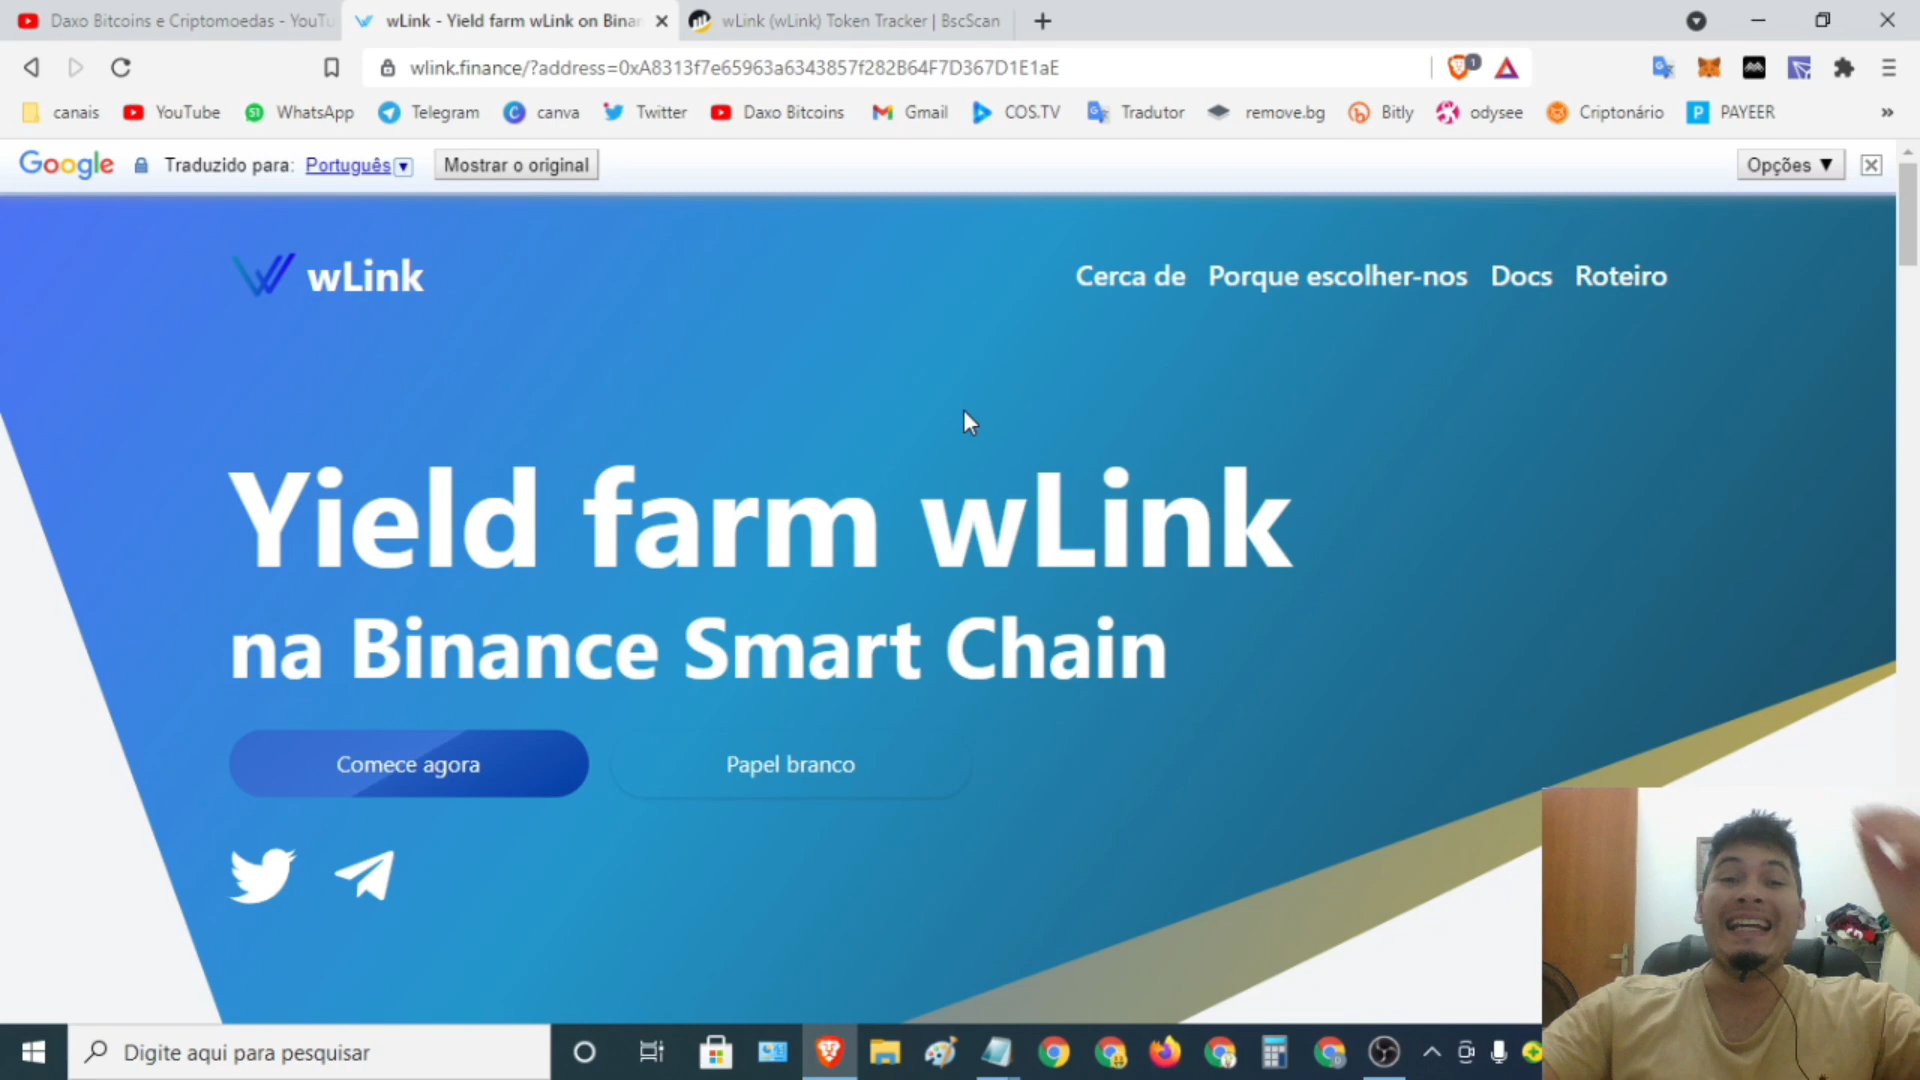 Daxo Bitcoins e Criptomoedas - YouTu
wLink - Yield farm wLink on Binan
wLink (wLink) Token Tracker | BscScan
wlink.finance/?address=0xA8313f7e65963a6343857f282B64F7D367D1E1aE
1
canais
YouTube
WhatsApp
Telegram
canva
Twitter
Daxo Bitcoins
Gmail
COS.TV
Tradutor
remove.bg
Bitly
odysee
Criptonário
PAYEER
Google
Traduzido para: Português
Mostrar o original
Opções
wLink
Cerca de
Porque escolher-nos
Docs
Roteiro
Yield farm wLink
na Binance Smart Chain
Comece agora
Papel branco
Digite aqui para pesquisar